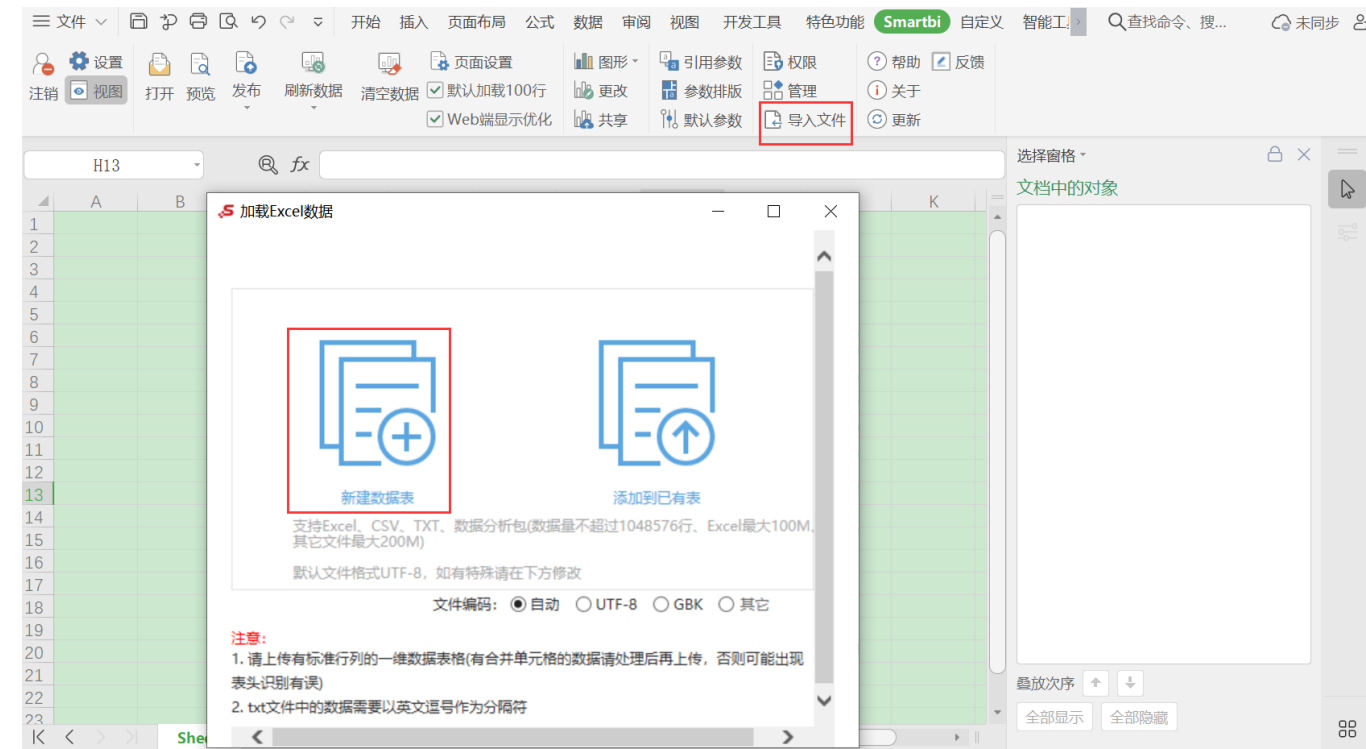 文件 开始 插入 页面布局 公式 数据 审阅 视图 开发工具 特色功能 Smartbi 自定义 智能工 查找命令、搜... 未同步
设置 页面设置 图形 引用参数 权限 帮助 反馈
注销 视图 打开 预览 发布 刷新数据 清空数据 默认加载100行 更改 参数排版 管理 关于
Web端显示优化 共享 默认参数 导入文件 更新
H13 fx
选择窗格
文档中的对象
A B K
加载Excel数据
1
2
3
4
5
6
7
8
9
10
11
12
13
14
15
16
17
18
19
20
21
22
23
新建数据表 添加到已有表
支持Excel、CSV、TXT、数据分析包(数据量不超过1048576行、Excel最大100M,
其它文件最大200M)
默认文件格式UTF-8，如有特殊请在下方修改
文件编码: 自动 UTF-8 GBK 其它
注意:
1. 请上传有标准行列的一维数据表格(有合并单元格的数据请处理后再上传，否则可能出现
表头识别有误)
2. txt文件中的数据需要以英文逗号作为分隔符
叠放次序
全部显示 全部隐藏
Shee